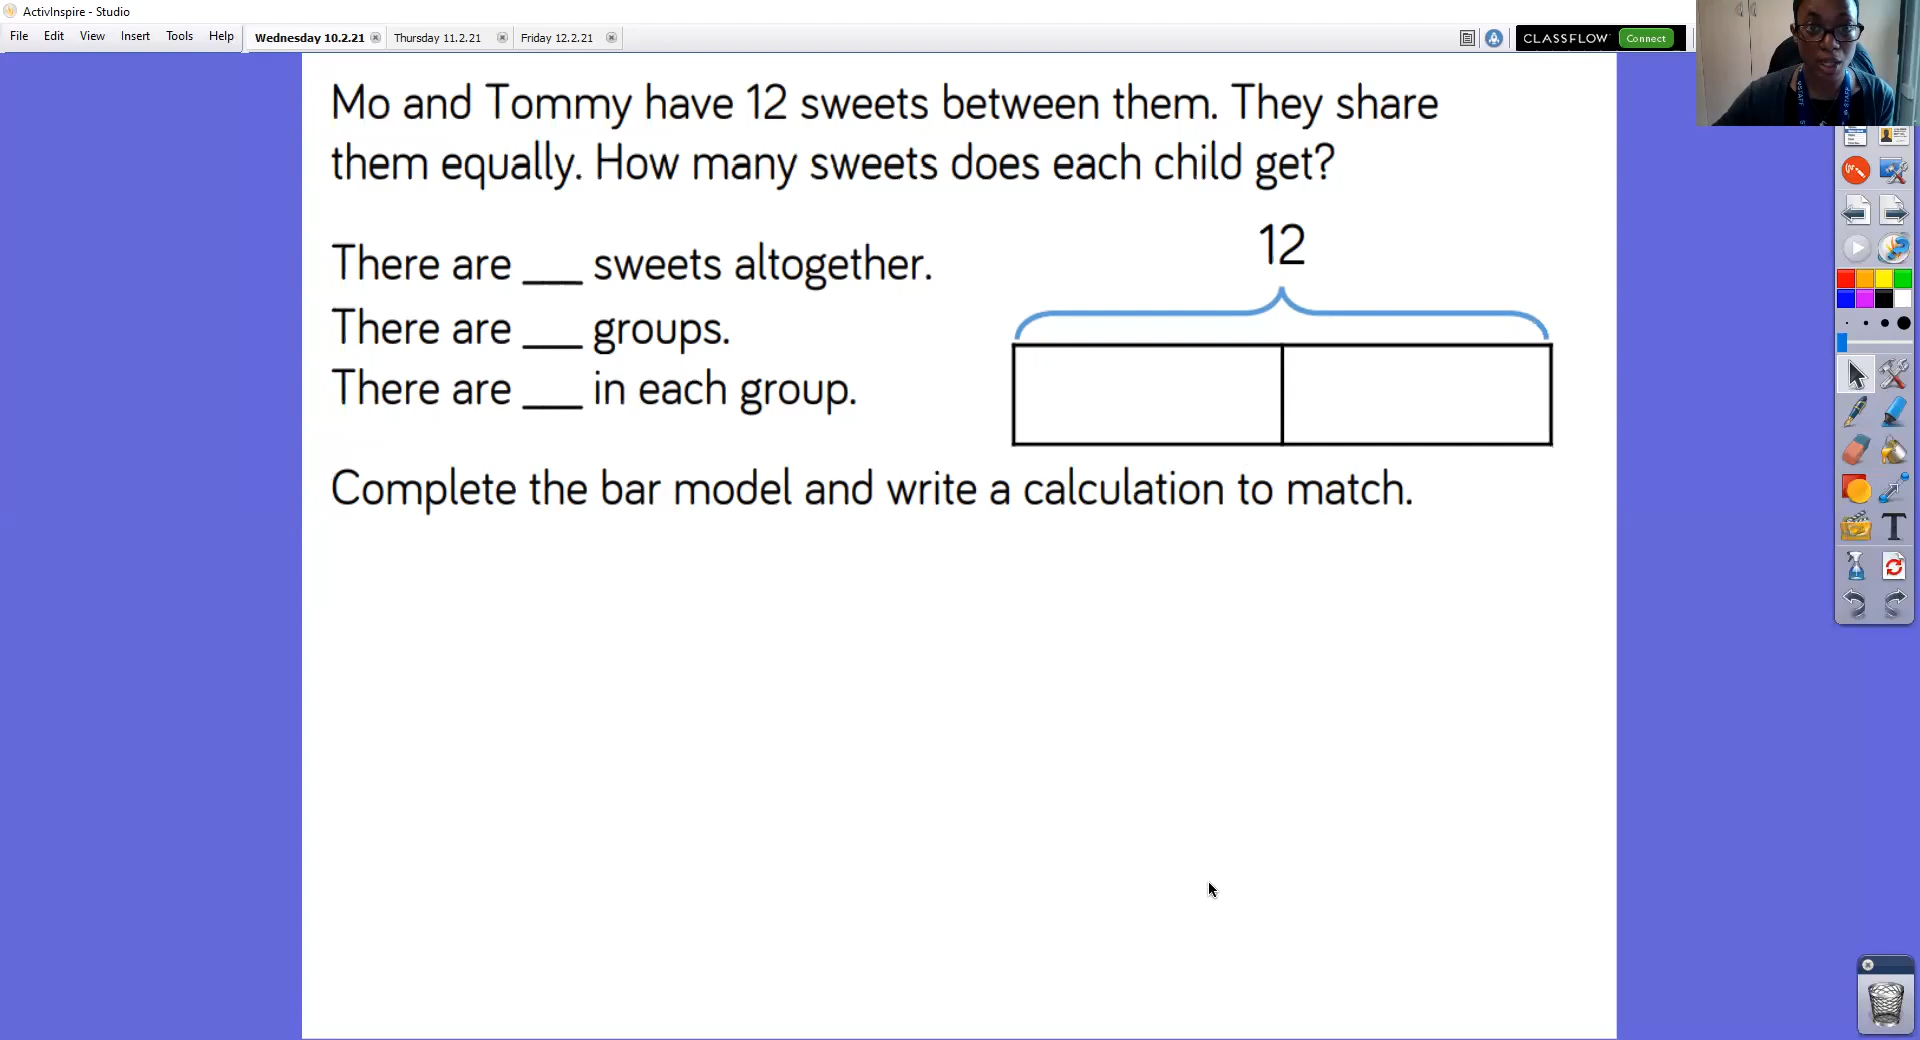 ActivInspire - Studio
File Edit View Insert Tools Help Wednesday 10.2.21 Thursday 11.2.21 Friday 12.2.21 CLASSFLOW Connect
Mo and Tommy have 12 sweets between them. They share
them equally. How many sweets does each child get?
12
There are ___ sweets altogether.
There are ___ groups.
There are ___ in each group.
Complete the bar model and write a calculation to match.